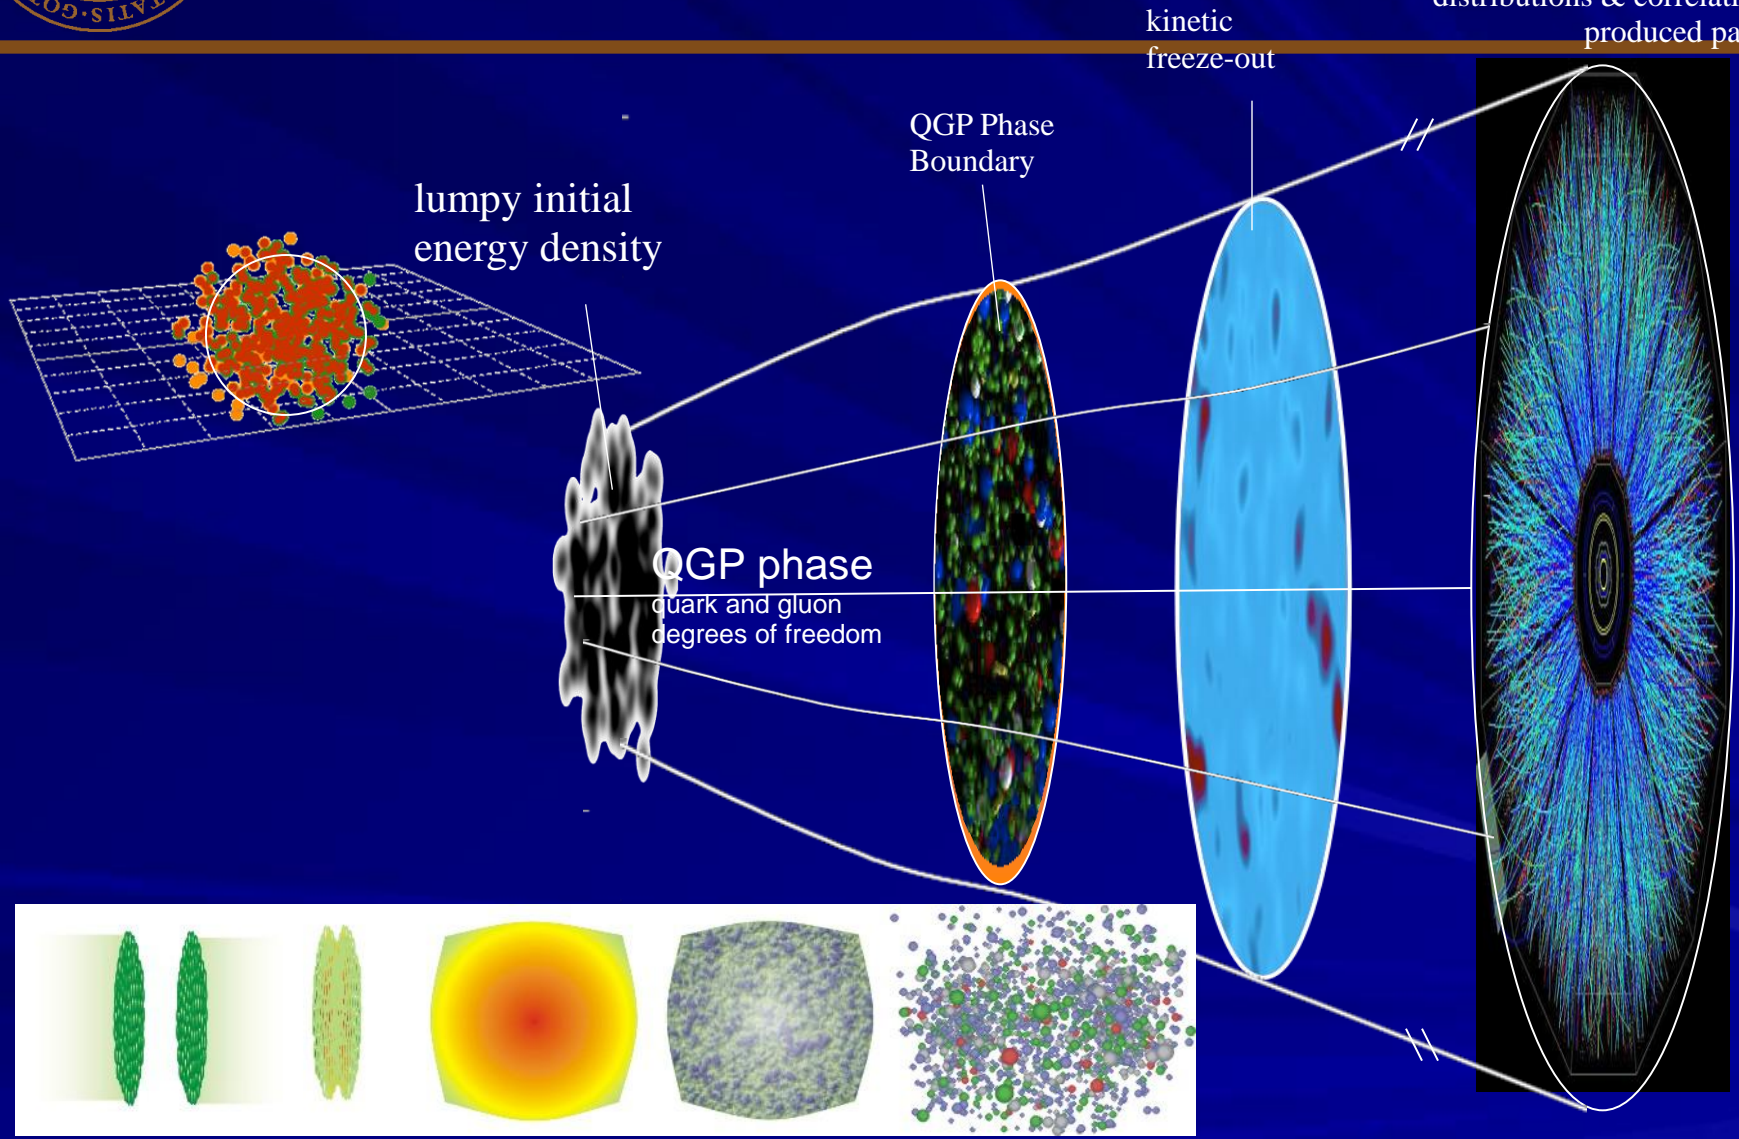 kinetic
freeze-out
distributions &
produced
QGP Phase
Boundary
lumpy initial
energy density
QGP phase
quark and gluon
degrees of freedom